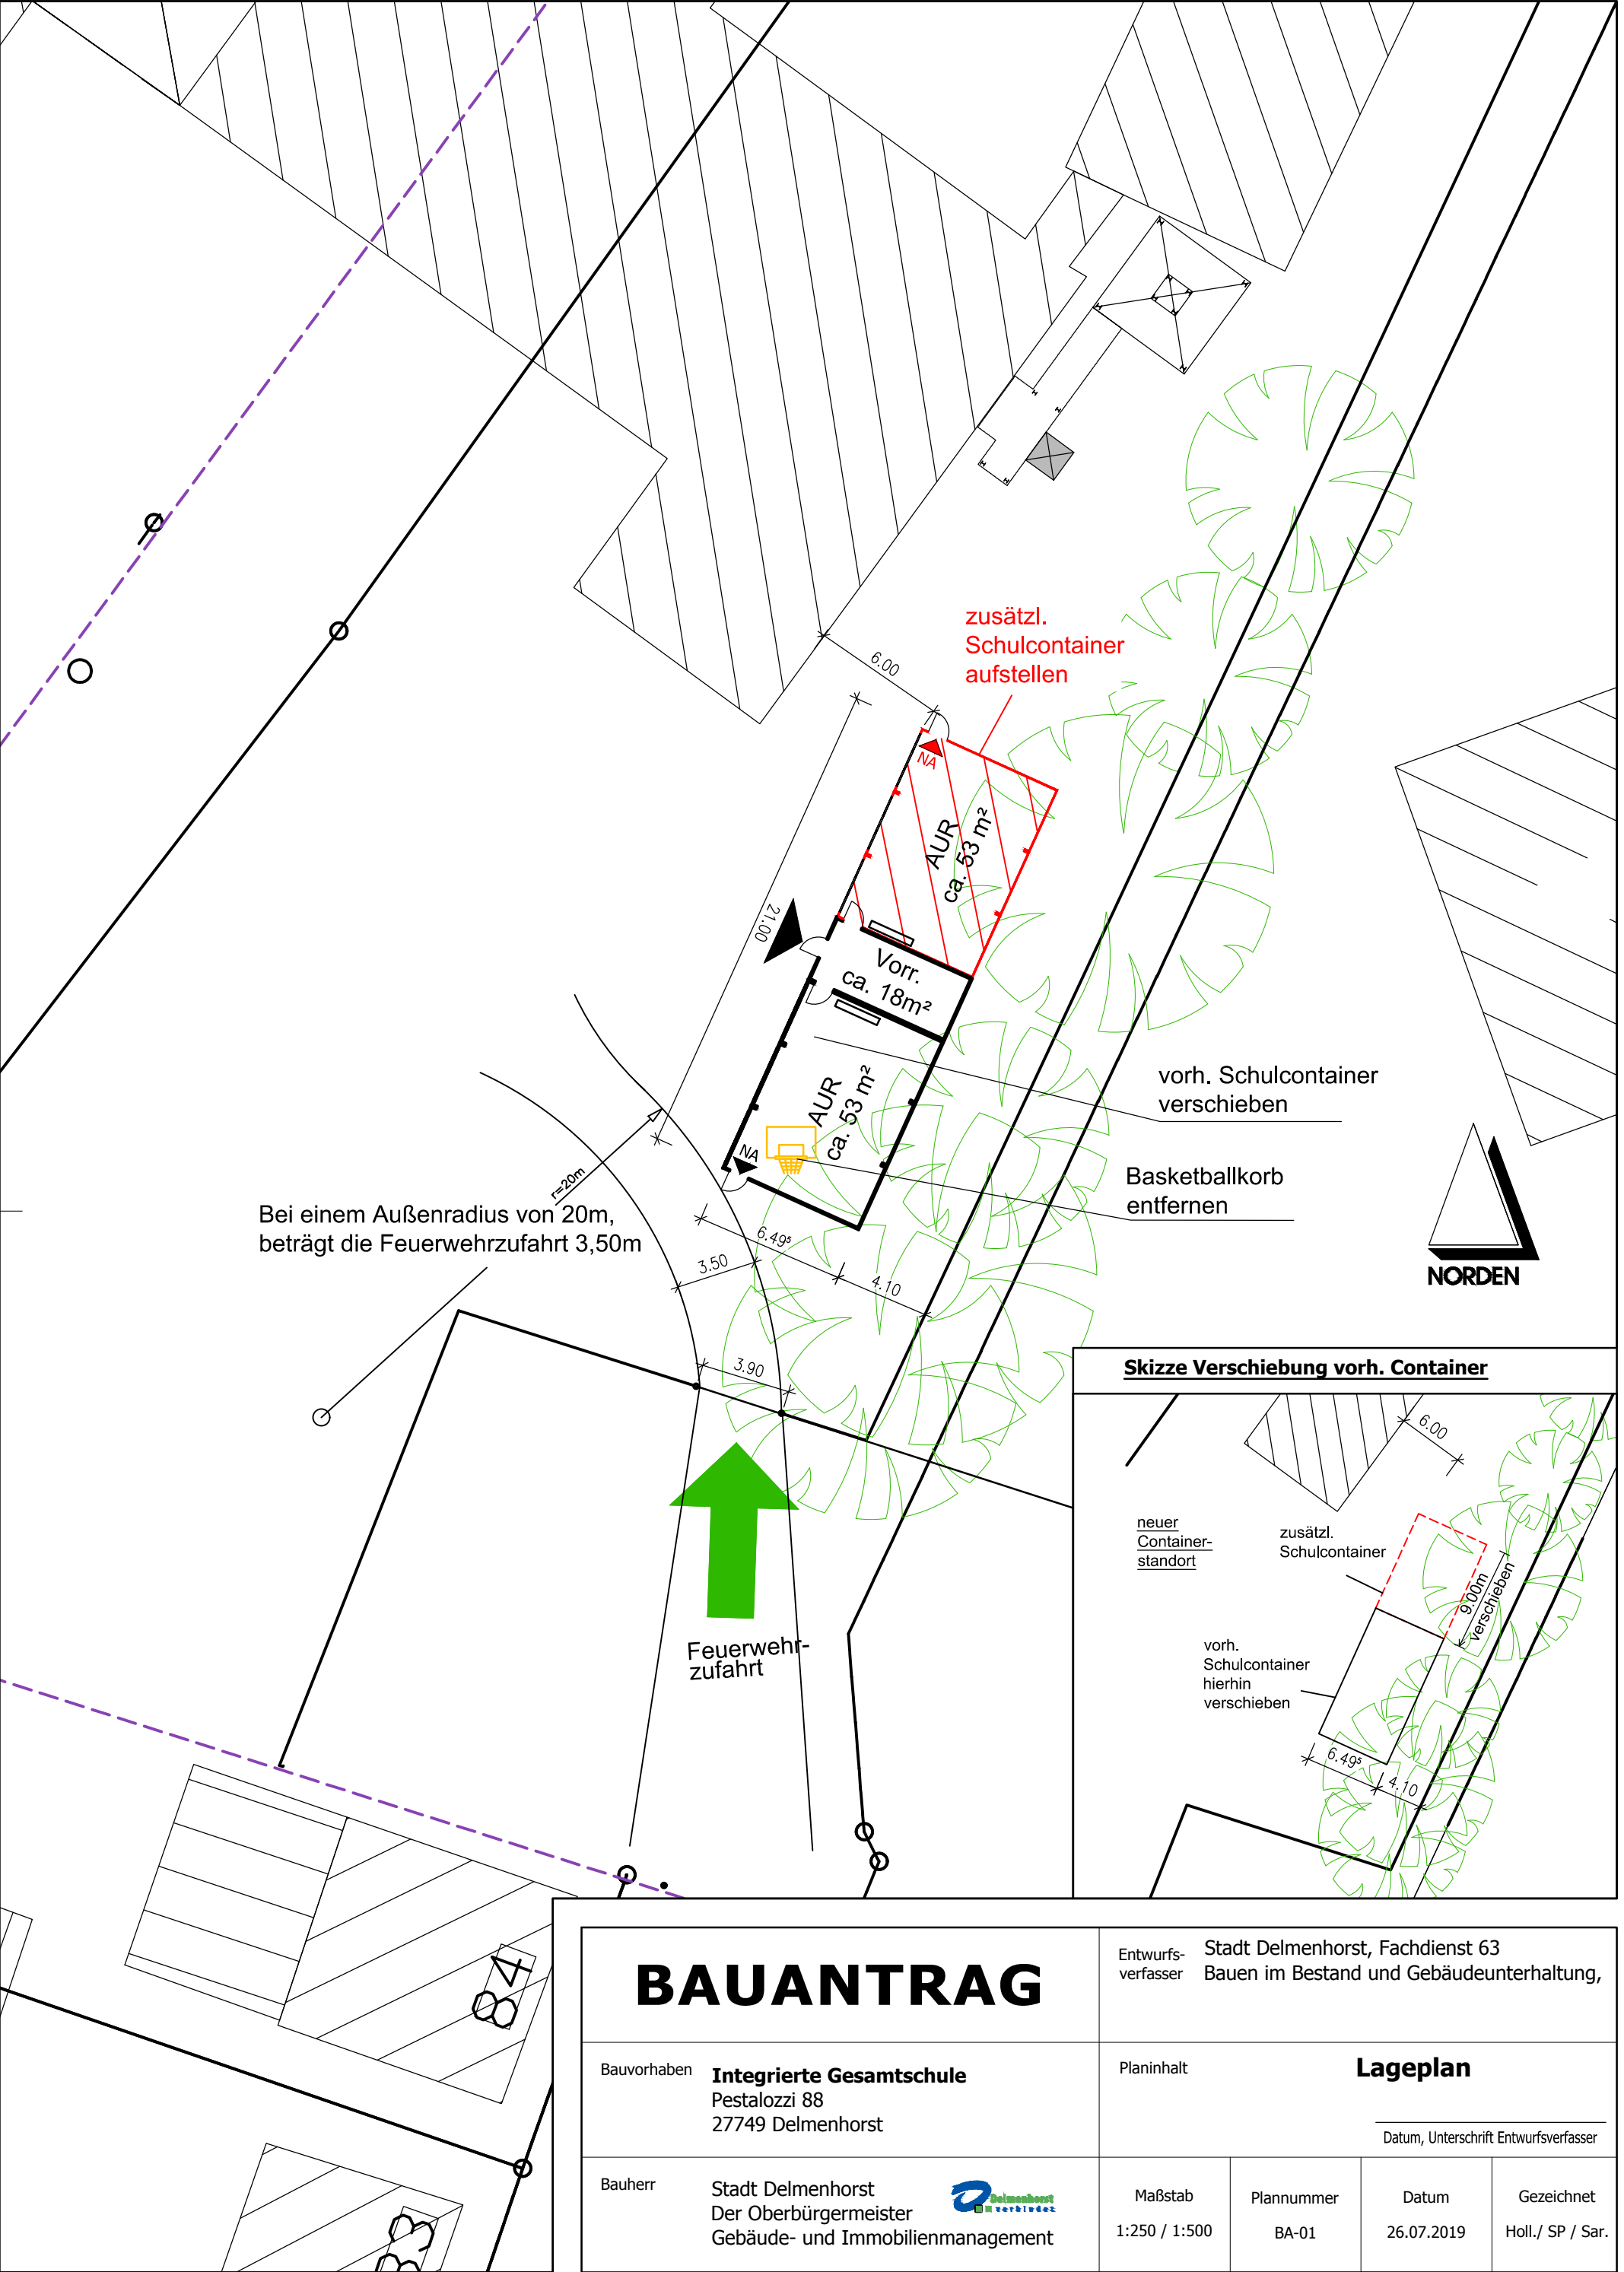 6.00
zusätzl.
Schulcontainer
aufstellen
NA
AUR
ca. 53 m²
21.00
Vorr.
ca. 18m²
AUR
ca. 53 m²
NA
vorh. Schulcontainer
verschieben
Basketballkorb
entfernen
r=20m
Bei einem Außenradius von 20m,
beträgt die Feuerwehrzufahrt 3,50m
6.49⁵
3.50
4.10
3.90
NORDEN
Feuerwehr-
zufahrt
Skizze Verschiebung vorh. Container
6.00
neuer
Container-
standort
zusätzl.
Schulcontainer
9.00m
verschieben
vorh.
Schulcontainer
hierhin
verschieben
6.49⁵
4.10
84
83
BAUANTRAG
Entwurfs-
verfasser
Stadt Delmenhorst, Fachdienst 63
Bauen im Bestand und Gebäudeunterhaltung,
Bauvorhaben
Integrierte Gesamtschule
Pestalozzi 88
27749 Delmenhorst
Planinhalt
Lageplan
Datum, Unterschrift Entwurfsverfasser
Bauherr
Stadt Delmenhorst
Der Oberbürgermeister
Gebäude- und Immobilienmanagement
Delmenhorst
verbindet
Maßstab
1:250 / 1:500
Plannummer
BA-01
Datum
26.07.2019
Gezeichnet
Holl./ SP / Sar.